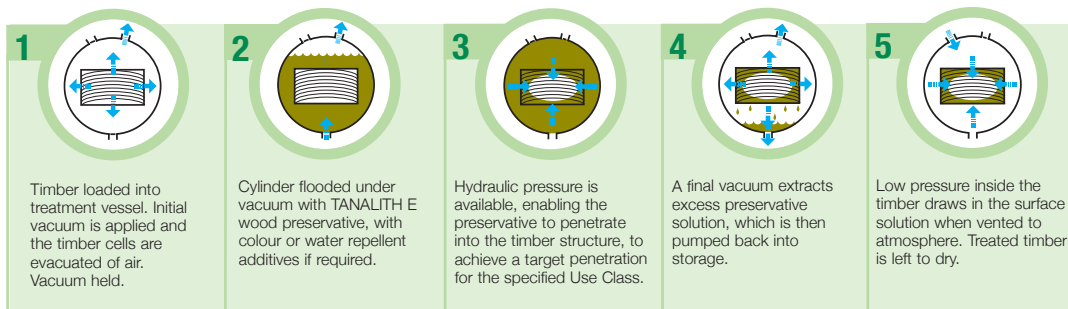 1
Timber loaded into
treatment vessel. Initial
vacuum is applied and
the timber cells are
evacuated of air.
Vacuum held.
2
Cylinder flooded under
vacuum with TANALITH E
wood preservative, with
colour or water repellent
additives if required.
3
Hydraulic pressure is
available, enabling the
preservative to penetrate
into the timber structure, to
achieve a target penetration
for the specified Use Class.
4
A final vacuum extracts
excess preservative
solution, which is then
pumped back into
storage.
5
Low pressure inside the
timber draws in the surface
solution when vented to
atmosphere. Treated timber
is left to dry.